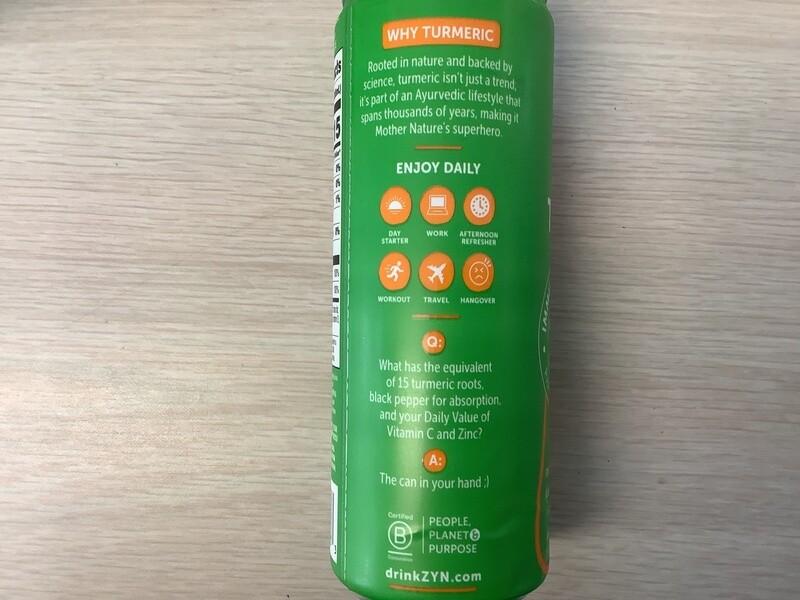 WHY TURMERIC
Rooted in nature and backed by
science, turmeric isn't just a trend,
it's part of an Ayurvedic lifestyle that
spans thousands of years, making it
Mother Nature's superhero.
ENJOY DAILY
DAY
STARTER
WORK
AFTERNOON
REFRESHER
WORKOUT
TRAVEL
HANGOVER
Q:
What has the equivalent
of 15 turmeric roots,
black pepper for absorption,
and your Daily Value of
Vitamin C and Zinc?
A:
The can in your hand ;)
Certified
B
Corporation
PEOPLE,
PLANET &
PURPOSE
drinkZYN.com